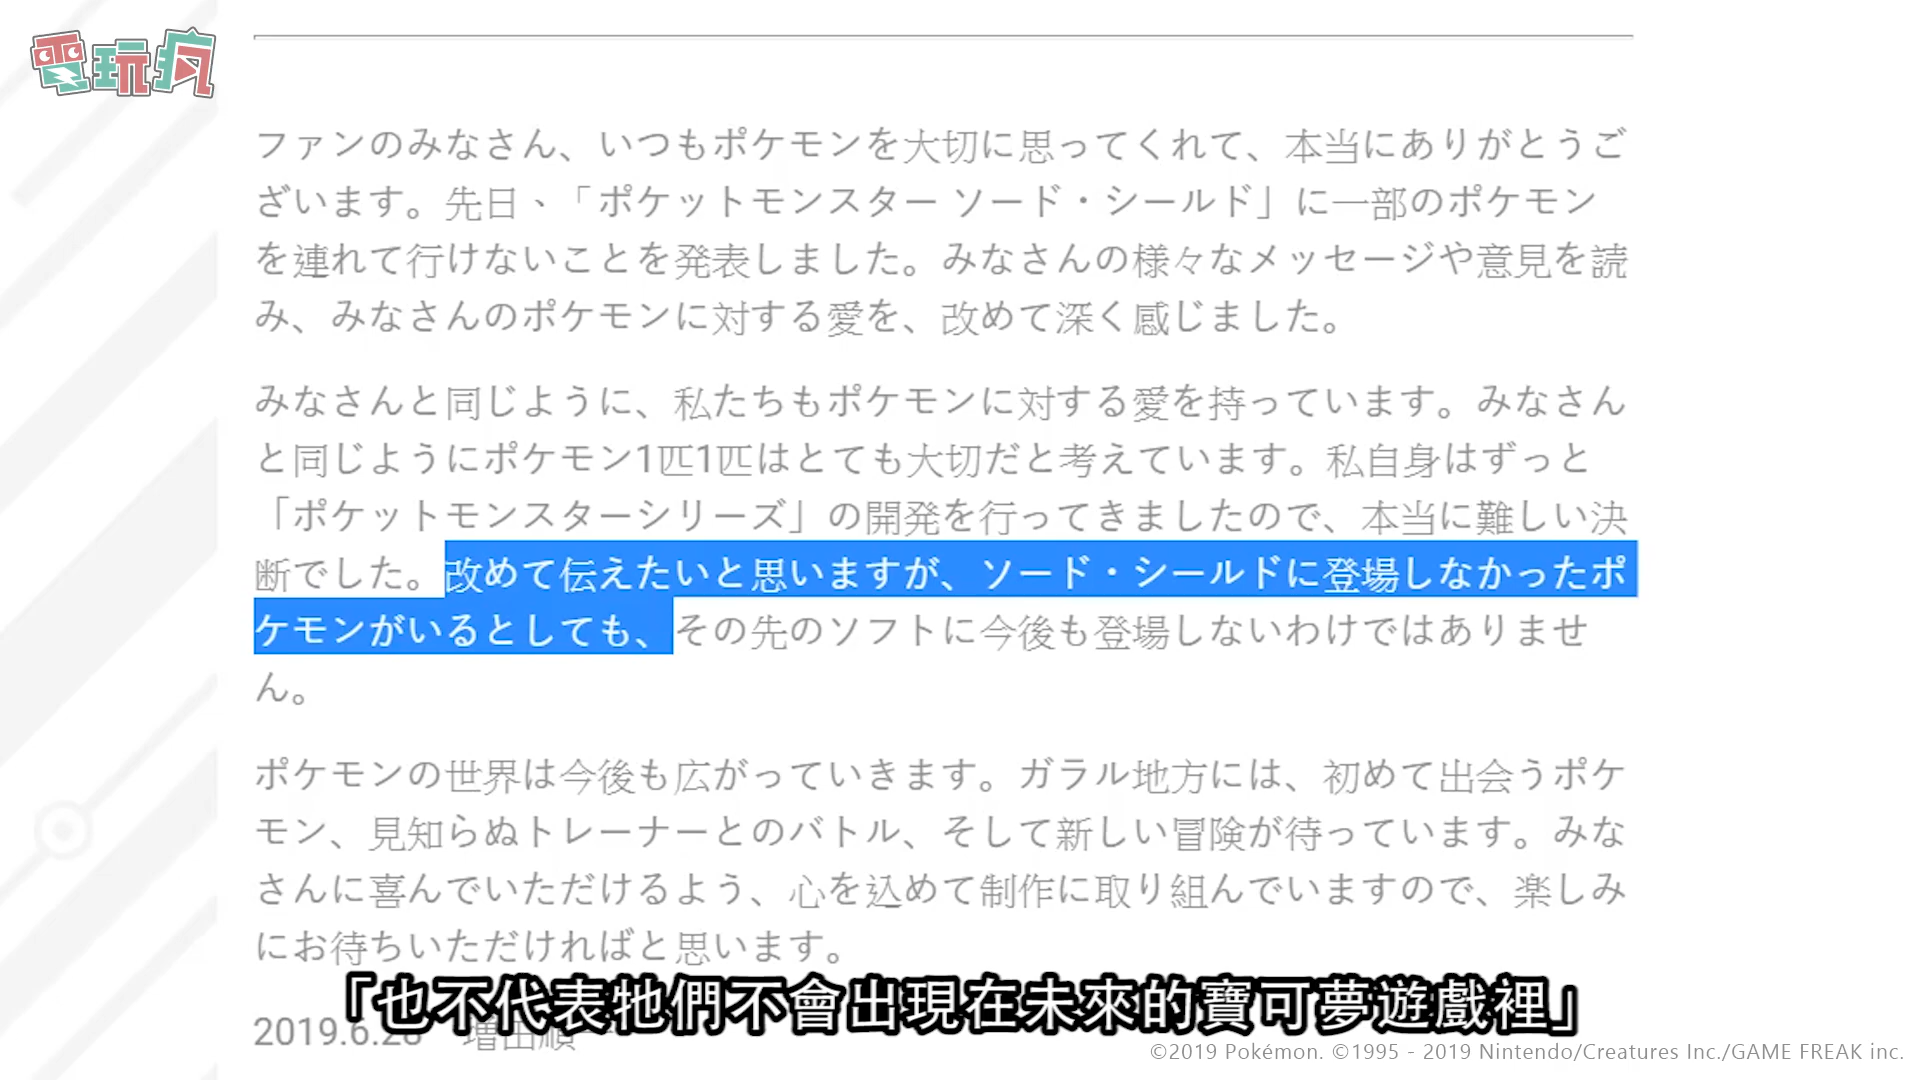 電玩瘋
ファンのみなさん、いつもポケモンを大切に思ってくれて、本当にありがとうご
ざいます。先日、「ポケットモンスター ソード・シールド」に一部のポケモン
を連れて行けないことを発表しました。みなさんの様々なメッセージや意見を読
み、みなさんのポケモンに対する愛を、改めて深く感じました。
みなさんと同じように、私たちもポケモンに対する愛を持っています。みなさん
と同じようにポケモン1匹1匹はとても大切だと考えています。私自身はずっと
「ポケットモンスターシリーズ」の開発を行ってきましたので、本当に難しい決
断でした。改めて伝えたいと思いますが、ソード・シールドに登場しなかったポ
ケモンがいるとしても、その先のソフトに今後も登場しないわけではありませ
ん。
ポケモンの世界は今後も広がっていきます。ガラル地方には、初めて出会うポケ
モン、見知らぬトレーナーとのバトル、そして新しい冒険が待っています。みな
さんに喜んでいただけるよう、心を込めて制作に取り組んでいますので、楽しみ
にお待ちいただければと思います。
「也不代表牠們不會出現在未來的寶可夢遊戲裡」
2019.6.28 増田順
©2019 Pokémon. ©1995 - 2019 Nintendo/Creatures Inc./GAME FREAK inc.